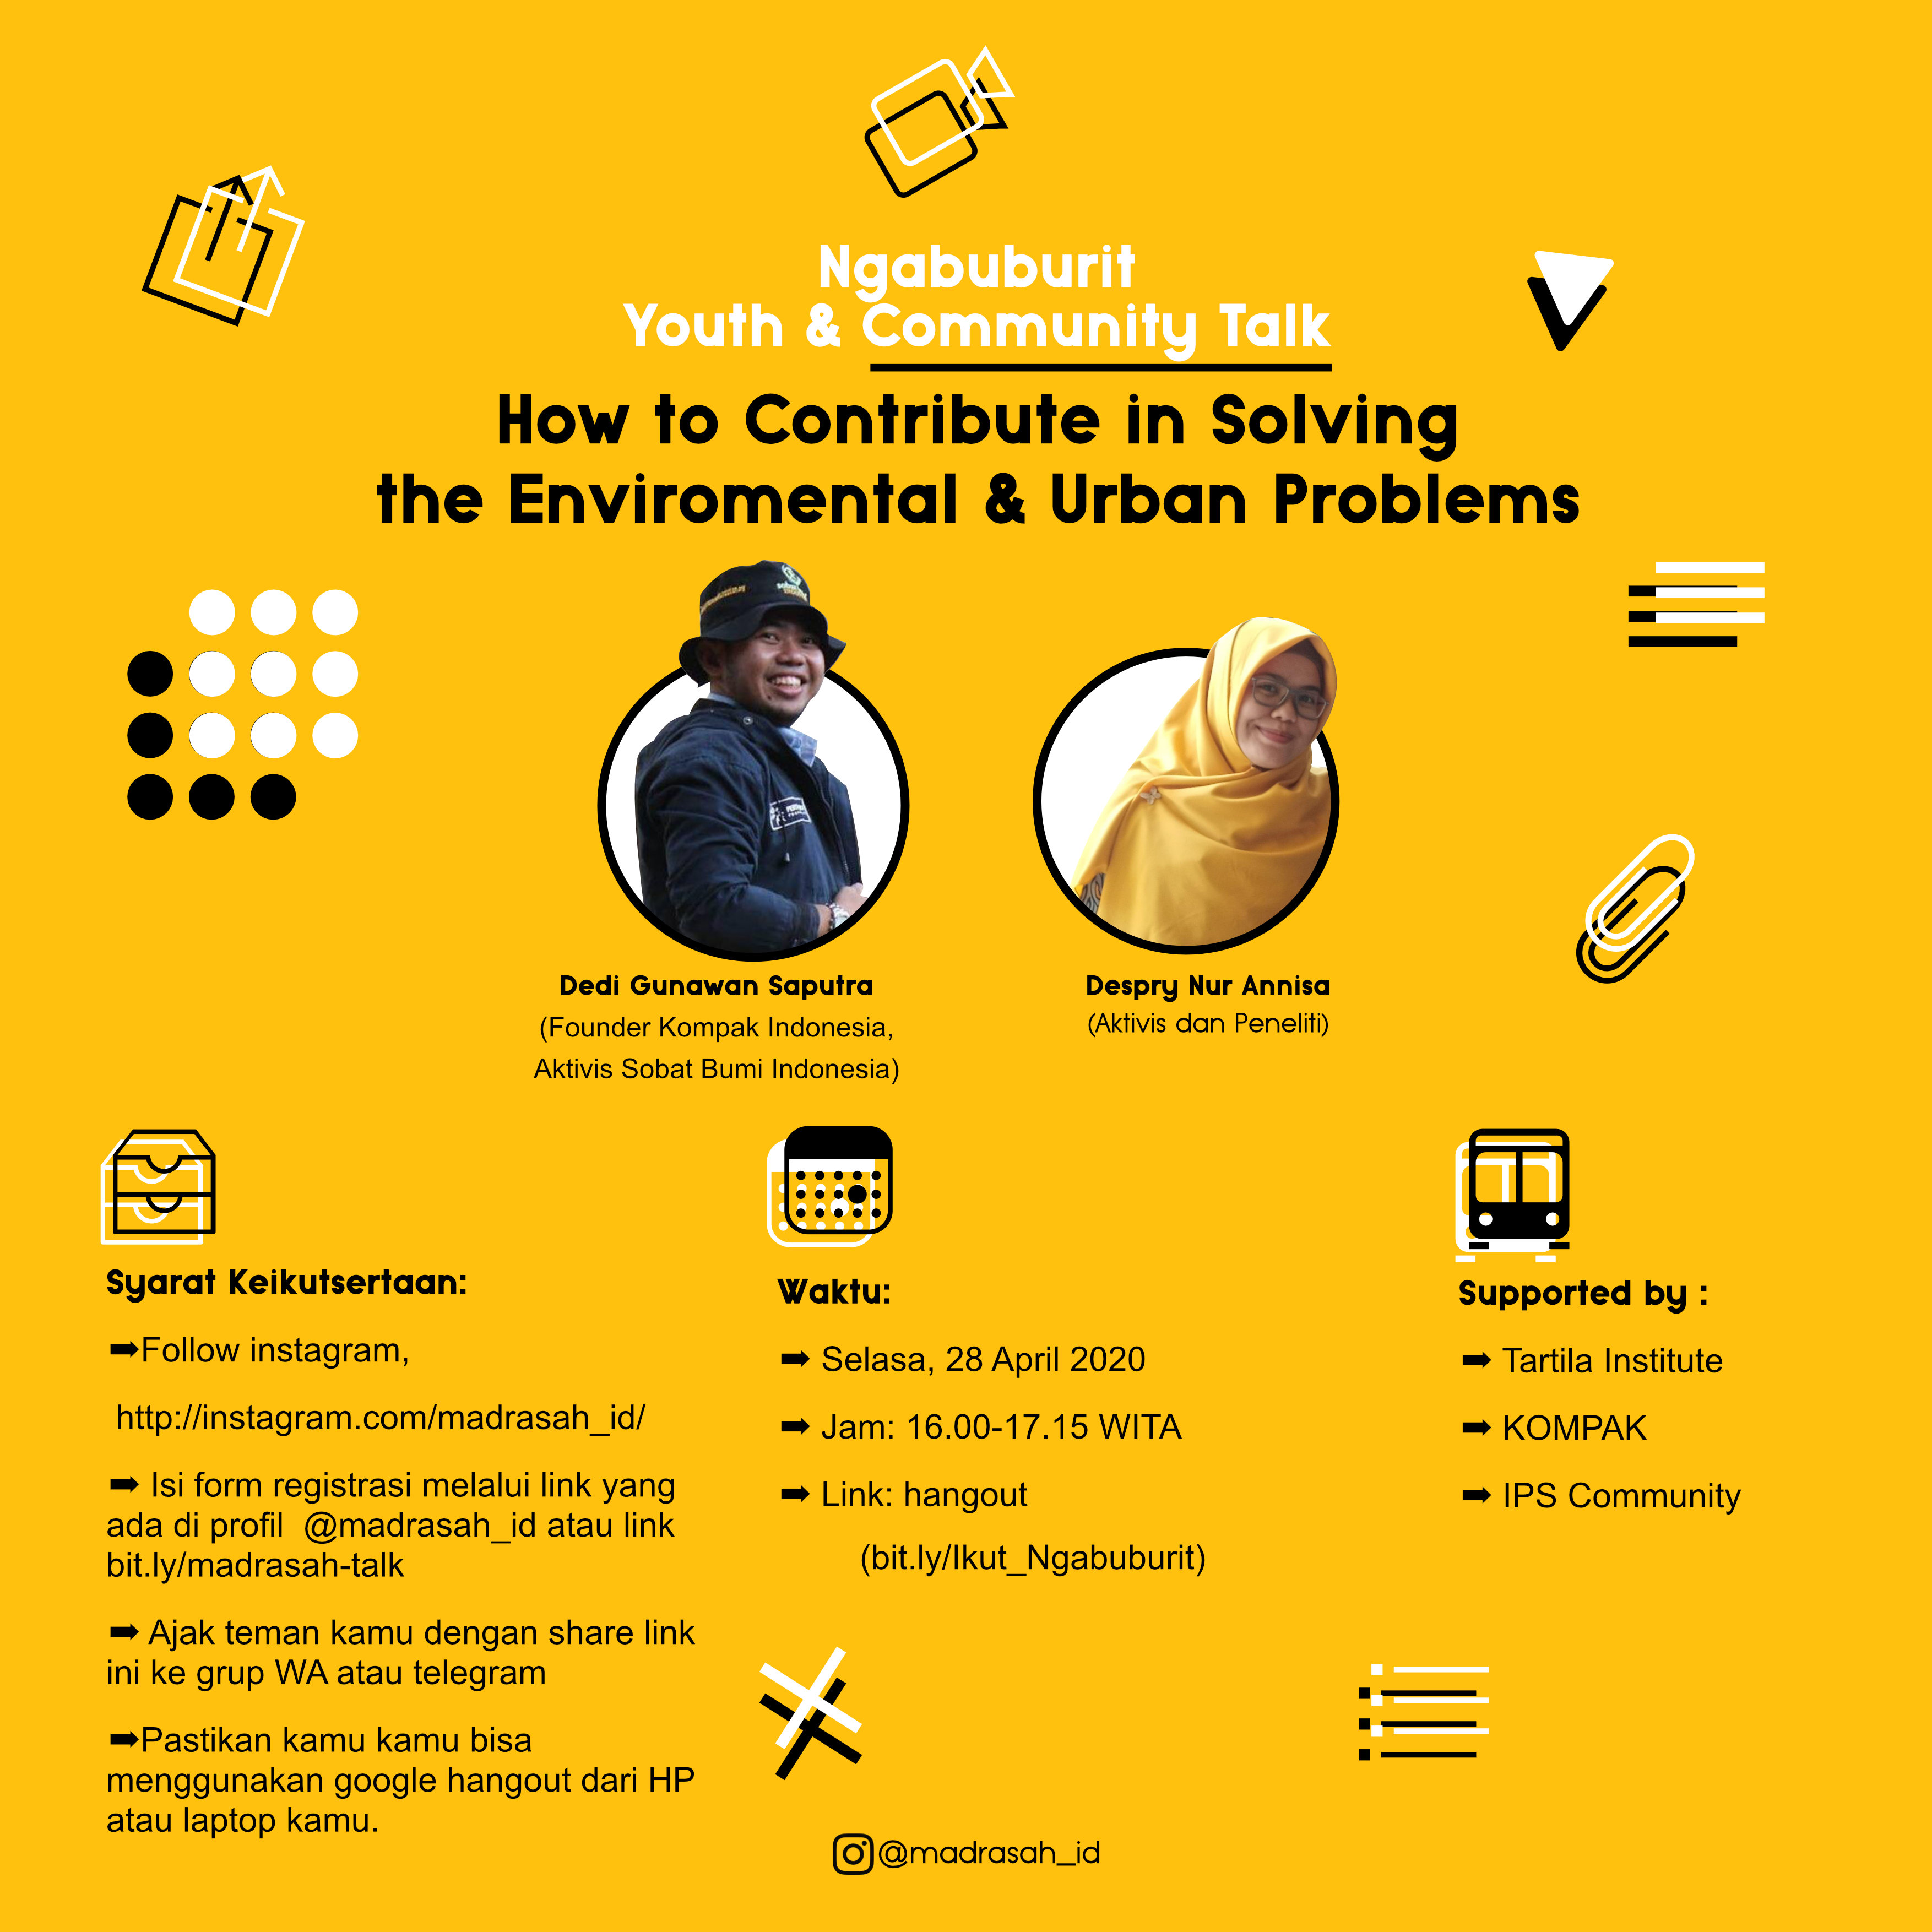 Ngabuburit
Youth & Community Talk
How to Contribute in Solving
the Enviromental & Urban Problems
Dedi Gunawan Saputra
(Founder Kompak Indonesia,
Aktivis Sobat Bumi Indonesia)
Despry Nur Annisa
(Aktivis dan Peneliti)
Syarat Keikutsertaan:
➡Follow instagram,
http://instagram.com/madrasah_id/
➡ Isi form registrasi melalui link yang
ada di profil @madrasah_id atau link
bit.ly/madrasah-talk
➡ Ajak teman kamu dengan share link
ini ke grup WA atau telegram
➡Pastikan kamu kamu bisa
menggunakan google hangout dari HP
atau laptop kamu.
Waktu:
➡ Selasa, 28 April 2020
➡ Jam: 16.00-17.15 WITA
➡ Link: hangout
(bit.ly/Ikut_Ngabuburit)
Supported by :
➡ Tartila Institute
➡ KOMPAK
➡ IPS Community
@madrasah_id